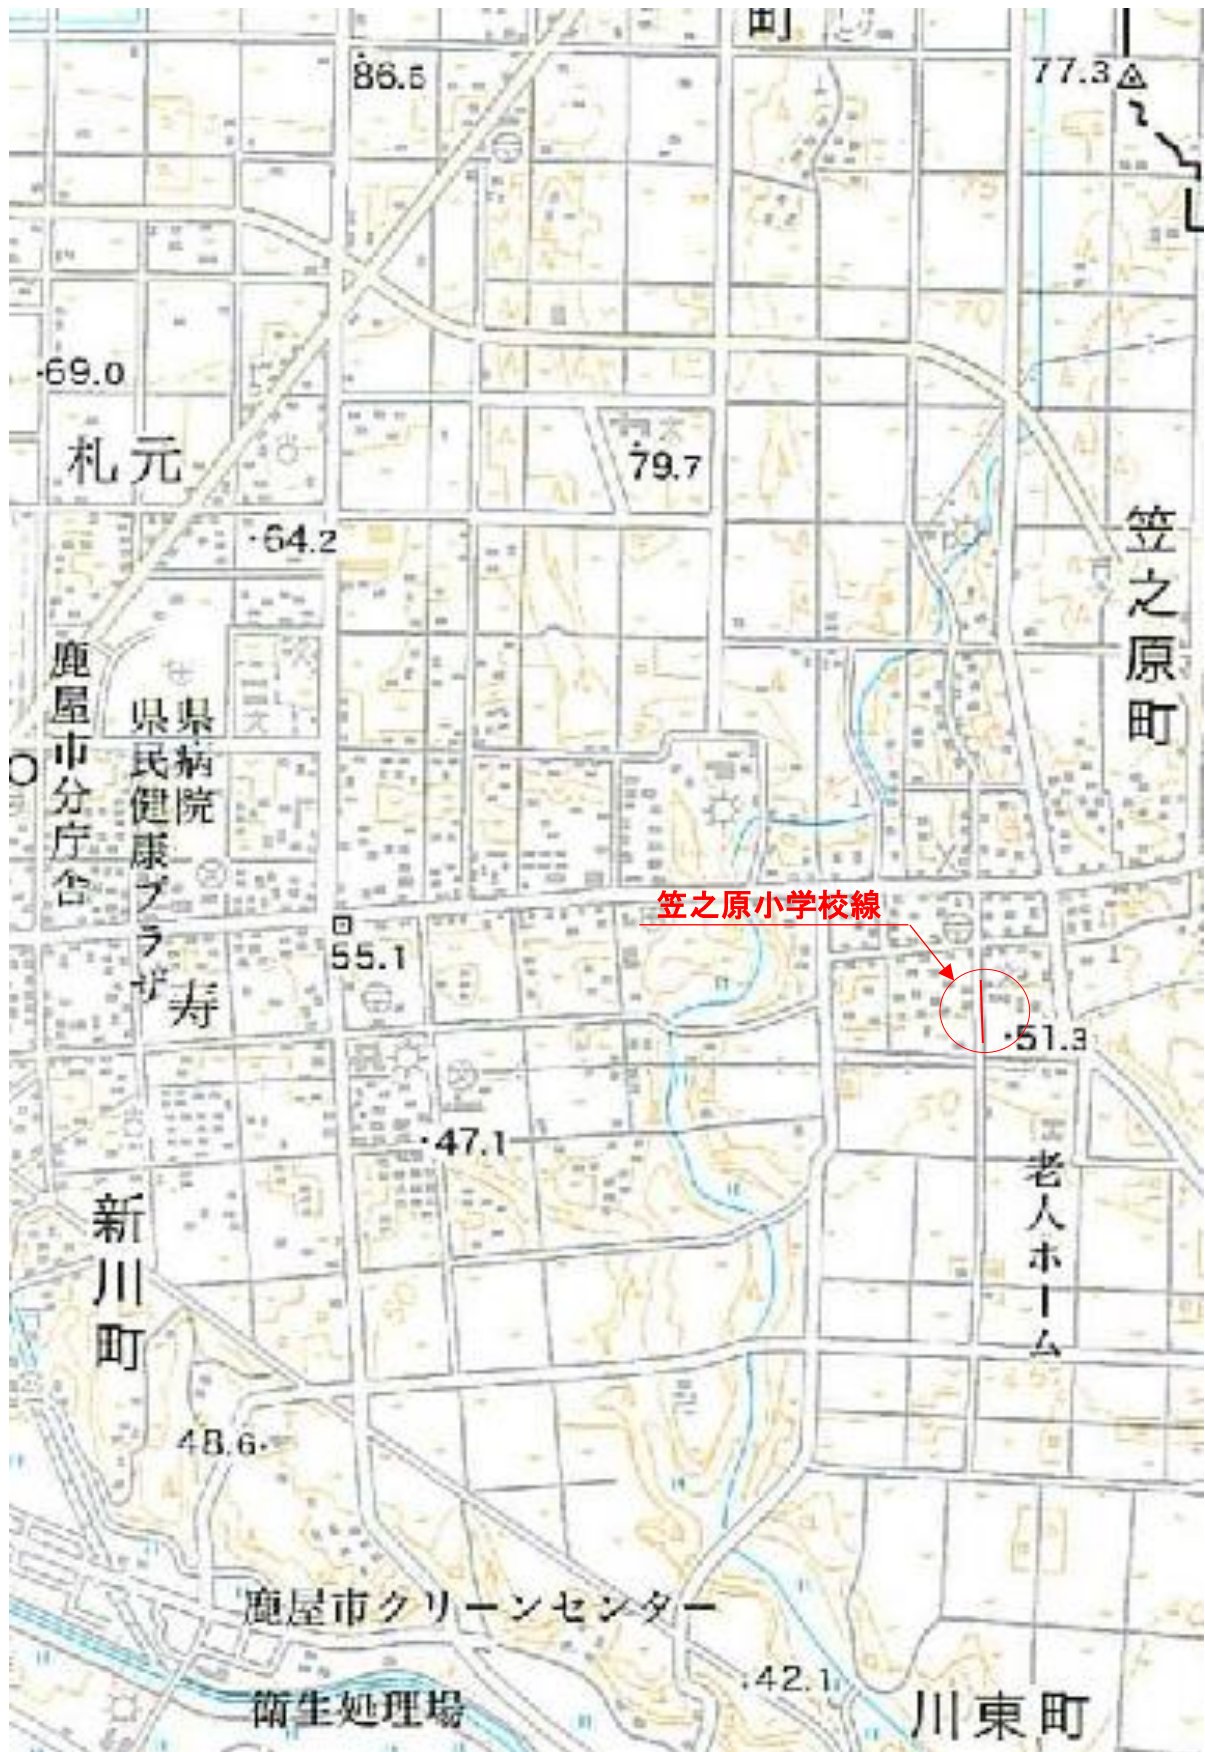 町
86.5
77.3
69.0
札元
79.7
64.2
笠之原町
鹿屋市分庁舎
県病院
県民健康プラザ
笠之原小学校線
55.1
寿
51.3
47.1
老人ホーム
新川町
48.6
鹿屋市クリーンセンター
42.1
衛生処理場
川東町